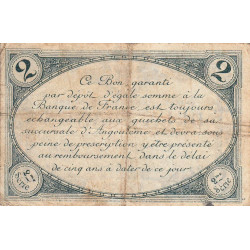 2
2
Ce Bon, garanti
par dépôt d'égale somme à la
Banque de France est toujours
échangeable aux guichets de sa
succursale d'Angoulême et devra sous
peine de prescription y être présenté
au remboursement dans le délai
de cinq ans à dater de ce jour